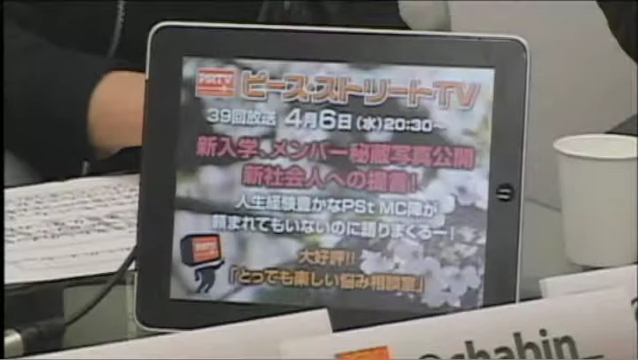 PSTV ピース・ストリートTV
39回放送 4月6日(水)20:30〜
新入学、メンバー秘蔵写真公開
新社会人への提言!
人生経験豊かなPSt MC陣が
頼まれてもいないのに語りまくるー!
大好評!!
「とっても楽しい悩み相談室」
@shabin